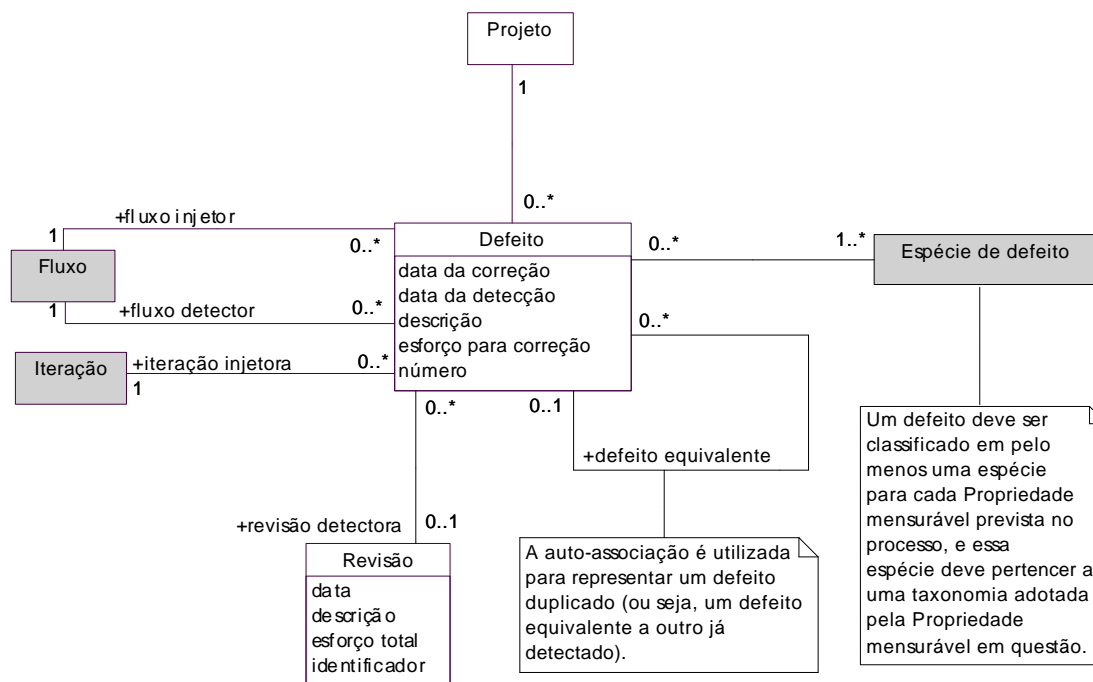 Projeto
1
0..*
+fluxo injetor
1
0..*
Fluxo
1
+fluxo detector
0..*
Iteração
+iteração injetora
1
0..*
Defeito
data da correção
data da detecção
descrição
esforço para correção
número
0..*
1..*
Espécie de defeito
0..*
0..1
+defeito equivalente
0..*
+revisão detectora
0..1
Revisão
data
descrição
esforço total
identificador
A auto-associação é utilizada
para representar um defeito
duplicado (ou seja, um defeito
equivalente a outro já
detectado).
Um defeito deve ser
classificado em pelo
menos uma espécie
para cada Propriedade
mensurável prevista no
processo, e essa
espécie deve pertencer a
uma taxonomia adotada
pela Propriedade
mensurável em questão.